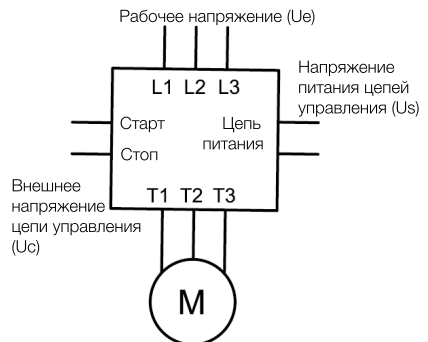 Рабочее напряжение (Ue)
L1 L2 L3
Напряжение
питания цепей
управления (Us)
Старт
Стоп
Цепь
питания
Внешнее
напряжение
цепи управления
(Uc)
T1 T2 T3
M